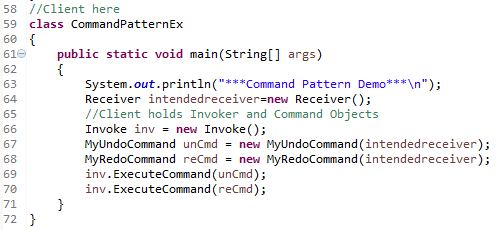 58 //Client here
59 class CommandPatternEx
60 {
61 public static void main(String[] args)
62 {
63 System.out.println("***Command Pattern Demo***\n");
64 Receiver intendedreceiver=new Receiver();
65 //Client holds Invoker and Command Objects
66 Invoke inv = new Invoke();
67 MyUndoCommand unCmd = new MyUndoCommand(intendedreceiver);
68 MyRedoCommand reCmd = new MyRedoCommand(intendedreceiver);
69 inv.ExecuteCommand(unCmd);
70 inv.ExecuteCommand(reCmd);
71 }
72 }